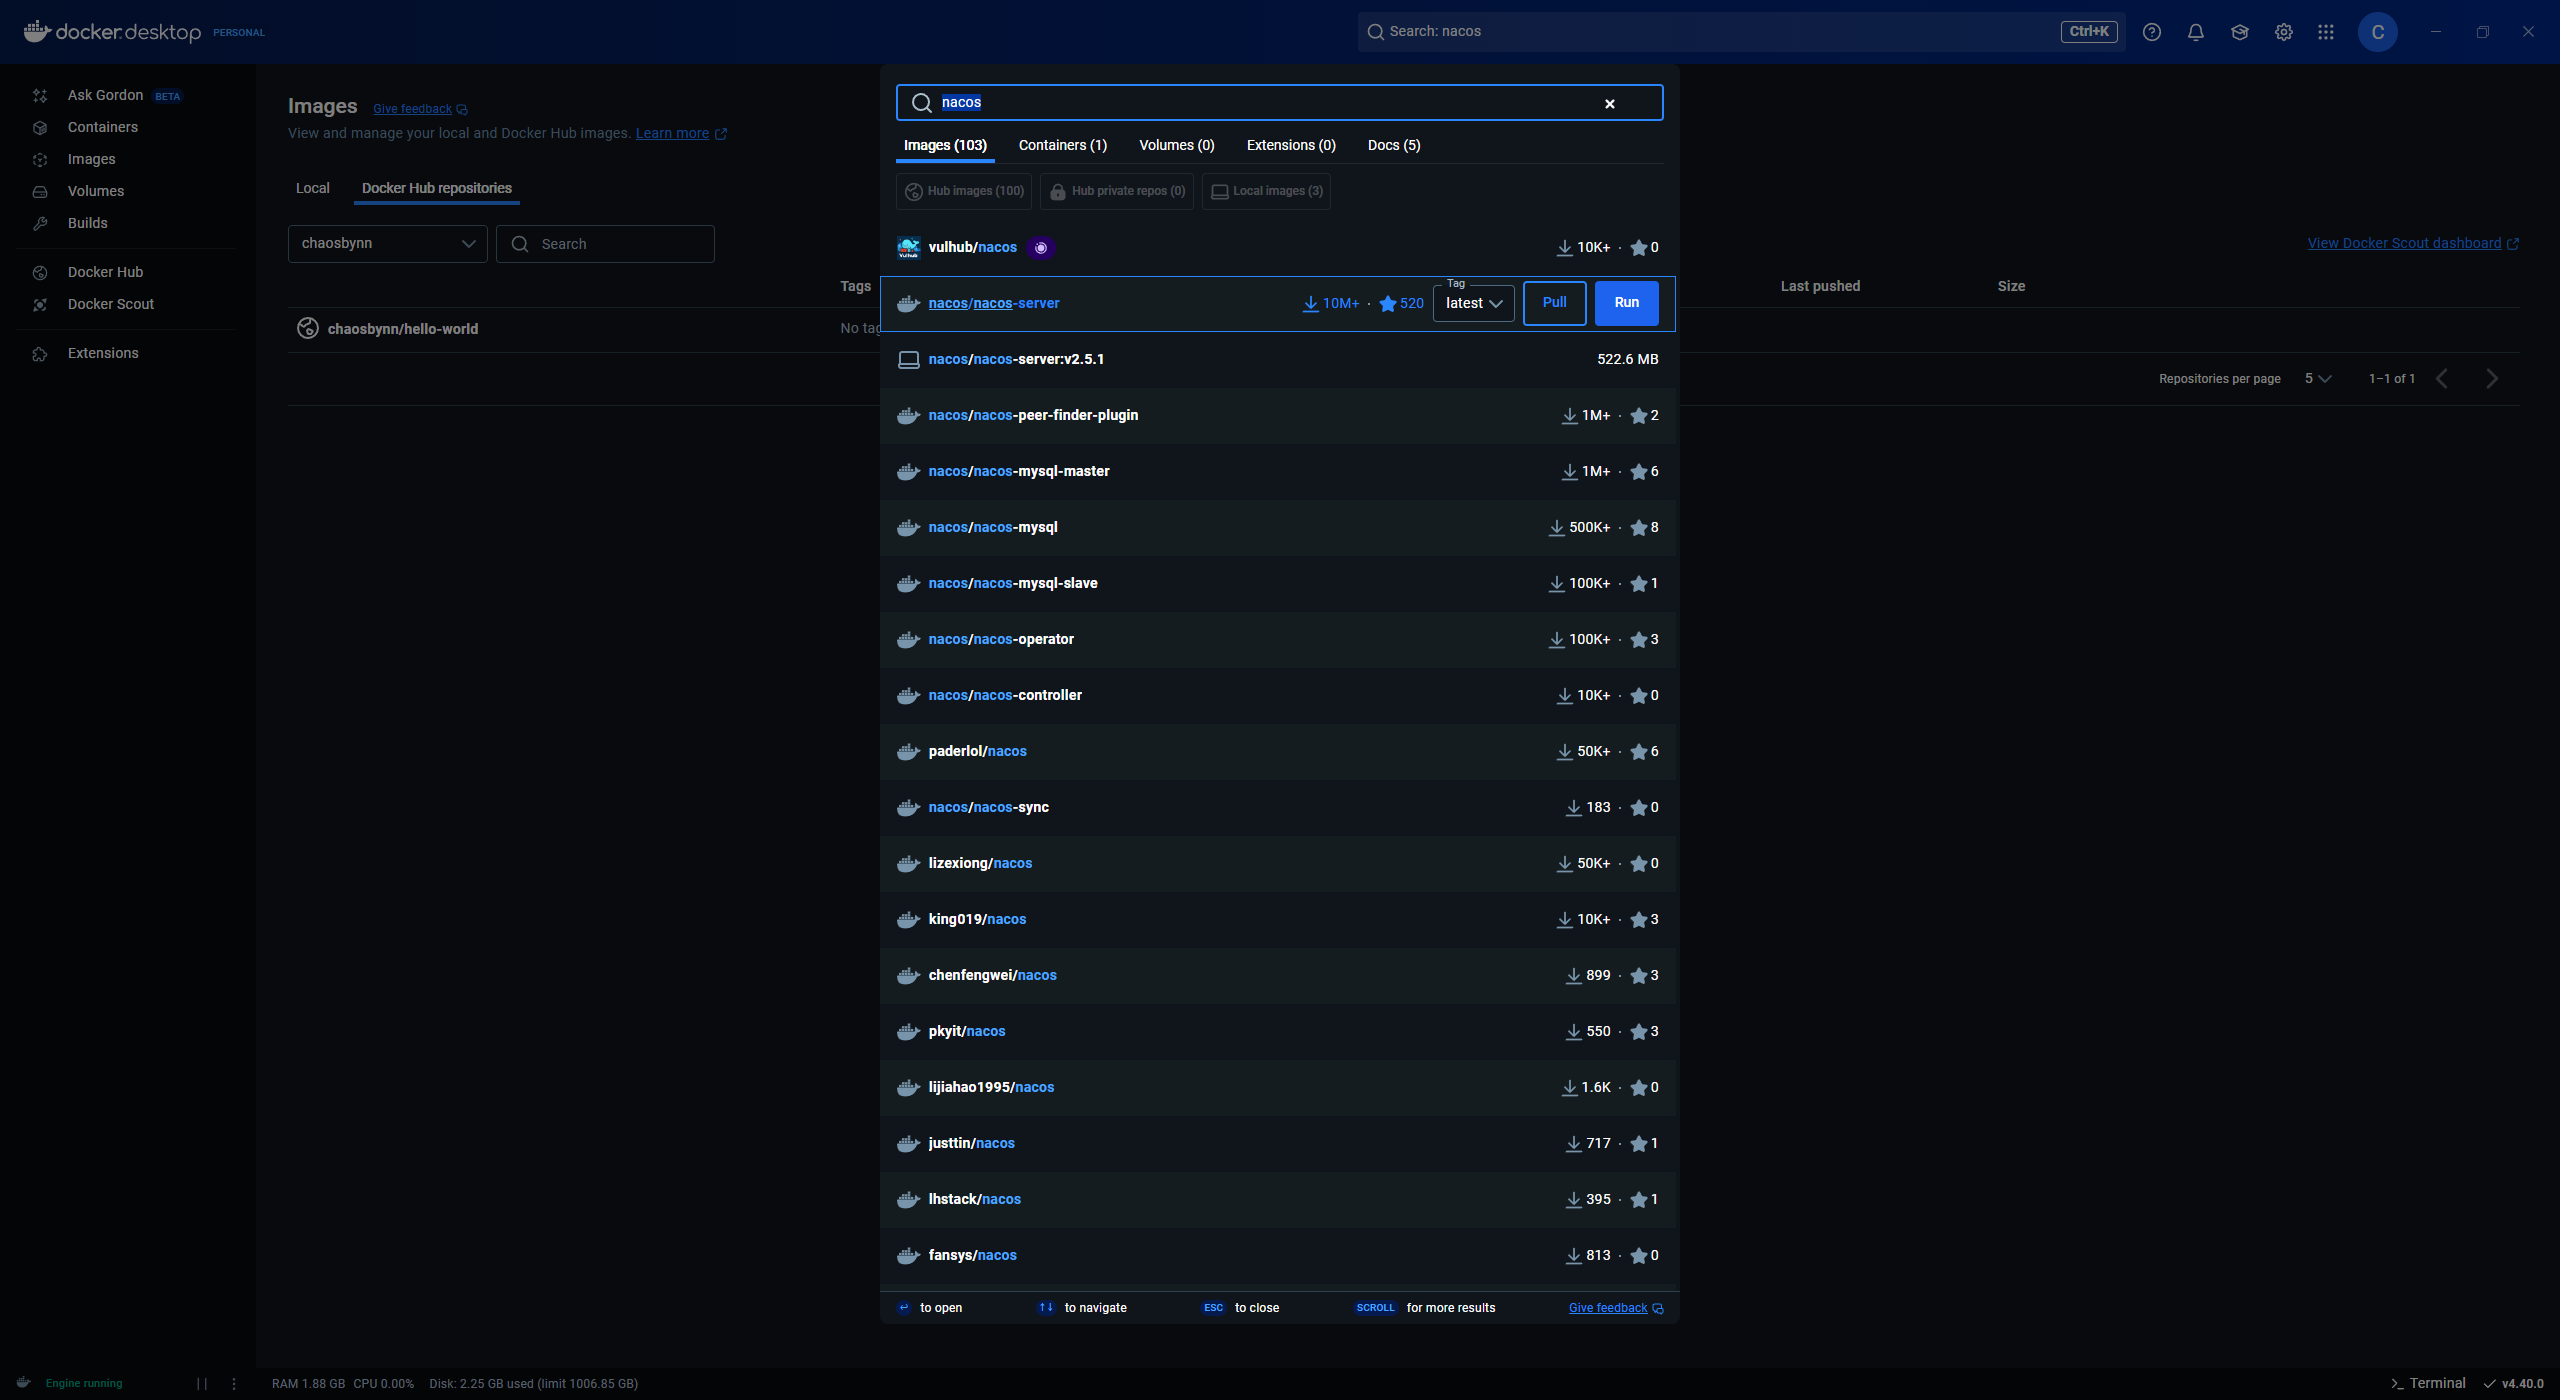 docker.desktop PERSONAL
Search: nacos
Ctrl+K
C
Ask Gordon BETA
Containers
Images
Volumes
Builds
Docker Hub
Docker Scout
Extensions
Images Give feedback
View and manage your local and Docker Hub images. Learn more
Local Docker Hub repositories
chaosbynn
Search
View Docker Scout dashboard
Tags Last pushed Size
chaosbynn/hello-world No tag
Repositories per page 5 1–1 of 1
nacos
Images (103) Containers (1) Volumes (0) Extensions (0) Docs (5)
Hub images (100) Hub private repos (0) Local images (3)
vulhub/nacos 10K+ · 0
nacos/nacos-server 10M+ · 520 Tag latest Pull Run
nacos/nacos-server:v2.5.1 522.6 MB
nacos/nacos-peer-finder-plugin 1M+ · 2
nacos/nacos-mysql-master 1M+ · 6
nacos/nacos-mysql 500K+ · 8
nacos/nacos-mysql-slave 100K+ · 1
nacos/nacos-operator 100K+ · 3
nacos/nacos-controller 10K+ · 0
paderlol/nacos 50K+ · 6
nacos/nacos-sync 183 · 0
lizexiong/nacos 50K+ · 0
king019/nacos 10K+ · 3
chenfengwei/nacos 899 · 3
pkyit/nacos 550 · 3
lijiahao1995/nacos 1.6K · 0
justtin/nacos 717 · 1
lhstack/nacos 395 · 1
fansys/nacos 813 · 0
to open to navigate ESC to close SCROLL for more results Give feedback
Engine running RAM 1.88 GB CPU 0.00% Disk: 2.25 GB used (limit 1006.85 GB) Terminal v4.40.0